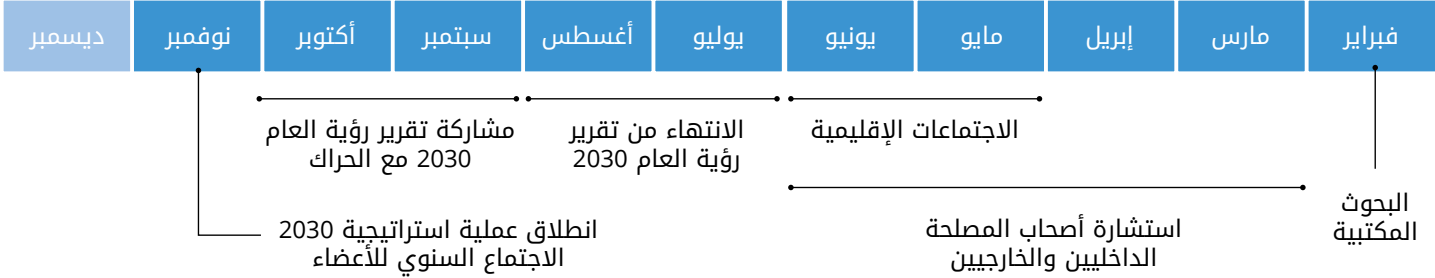 فبراير
مارس
إبريل
مايو
يونيو
يوليو
أغسطس
سبتمبر
أكتوبر
نوفمبر
ديسمبر
الاجتماعات الإقليمية
الانتهاء من تقرير
رؤية العام 2030
مشاركة تقرير رؤية العام
2030 مع الحراك
البحوث
المكتبية
استشارة أصحاب المصلحة
الداخليين والخارجيين
انطلاق عملية استراتيجية 2030
الاجتماع السنوي للأعضاء